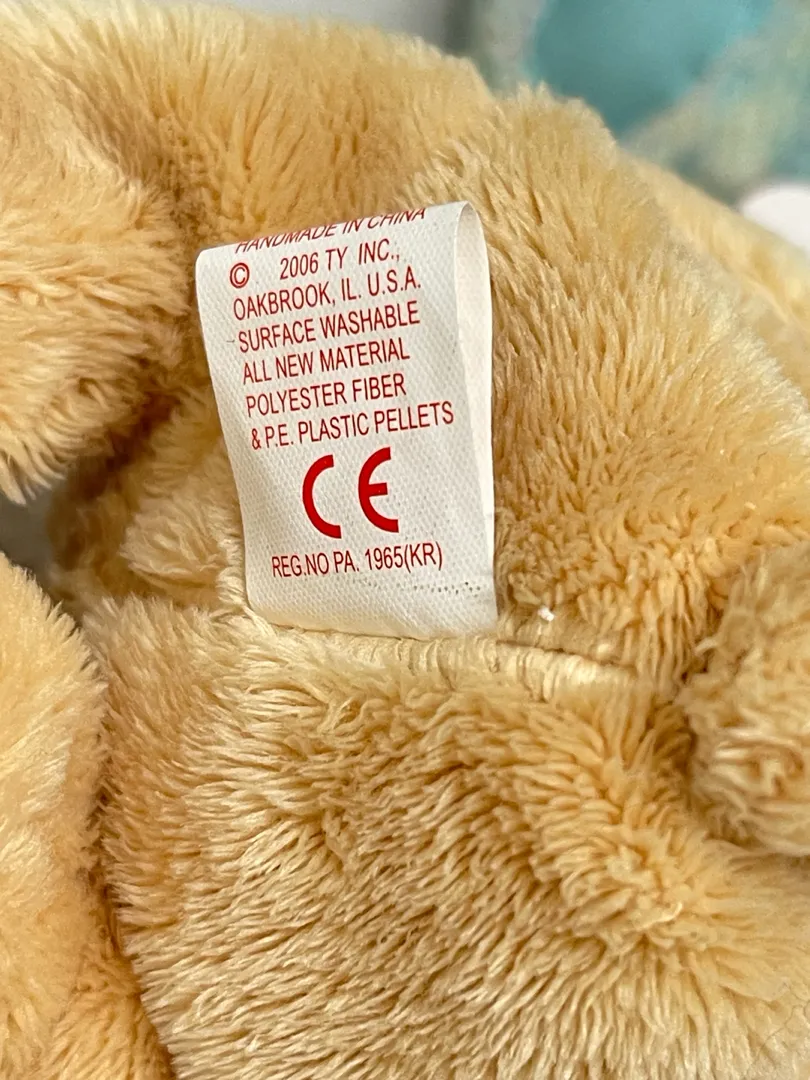 HANDMADE IN CHINA
© 2006 TY INC.,
OAKBROOK, IL. U.S.A.
SURFACE WASHABLE
ALL NEW MATERIAL
POLYESTER FIBER
& P.E. PLASTIC PELLETS
CE
REG.NO PA. 1965(KR)